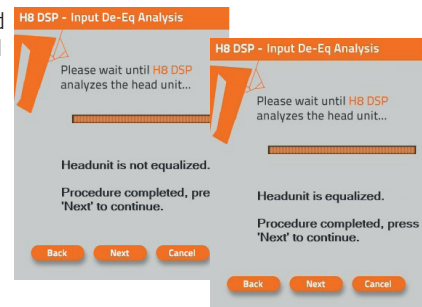 H8 DSP - Input De-Eq Analysis
Please wait until H8 DSP
analyzes the head unit...
Headunit is not equalized.
Procedure completed, pre
'Next' to continue.
Back Next Cancel
H8 DSP - Input De-Eq Analysis
Please wait until H8 DSP
analyzes the head unit...
Headunit is equalized.
Procedure completed, press
'Next' to continue.
Back Next Cancel